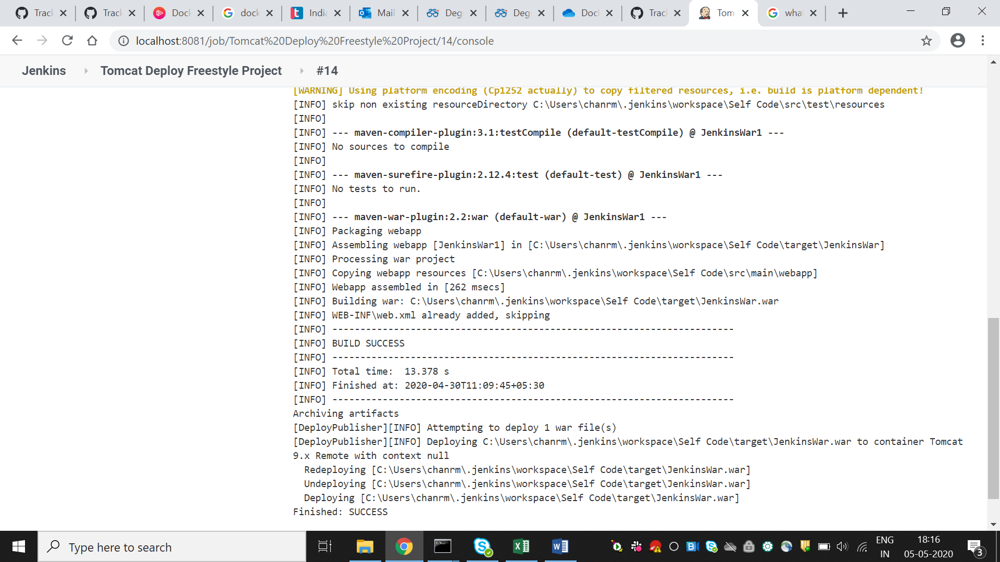 Track
Track
Dock
dock
India
Mail
Deg
Deg
Doc
Track
Tom
what
localhost:8081/job/Tomcat%20Deploy%20Freestyle%20Project/14/console
Jenkins Tomcat Deploy Freestyle Project #14
[WARNING] Using platform encoding (Cp1252 actually) to copy filtered resources, i.e. build is platform dependent!
[INFO] skip non existing resourceDirectory C:\Users\chanrm\.jenkins\workspace\Self Code\src\test\resources
[INFO]
[INFO] --- maven-compiler-plugin:3.1:testCompile (default-testCompile) @ JenkinsWar1 ---
[INFO] No sources to compile
[INFO]
[INFO] --- maven-surefire-plugin:2.12.4:test (default-test) @ JenkinsWar1 ---
[INFO] No tests to run.
[INFO]
[INFO] --- maven-war-plugin:2.2:war (default-war) @ JenkinsWar1 ---
[INFO] Packaging webapp
[INFO] Assembling webapp [JenkinsWar1] in [C:\Users\chanrm\.jenkins\workspace\Self Code\target\JenkinsWar]
[INFO] Processing war project
[INFO] Copying webapp resources [C:\Users\chanrm\.jenkins\workspace\Self Code\src\main\webapp]
[INFO] Webapp assembled in [262 msecs]
[INFO] Building war: C:\Users\chanrm\.jenkins\workspace\Self Code\target\JenkinsWar.war
[INFO] WEB-INF\web.xml already added, skipping
[INFO] ------------------------------------------------------------------------
[INFO] BUILD SUCCESS
[INFO] ------------------------------------------------------------------------
[INFO] Total time:  13.378 s
[INFO] Finished at: 2020-04-30T11:09:45+05:30
[INFO] ------------------------------------------------------------------------
Archiving artifacts
[DeployPublisher][INFO] Attempting to deploy 1 war file(s)
[DeployPublisher][INFO] Deploying C:\Users\chanrm\.jenkins\workspace\Self Code\target\JenkinsWar.war to container Tomcat
9.x Remote with context null
Redeploying [C:\Users\chanrm\.jenkins\workspace\Self Code\target\JenkinsWar.war]
Undeploying [C:\Users\chanrm\.jenkins\workspace\Self Code\target\JenkinsWar.war]
Deploying [C:\Users\chanrm\.jenkins\workspace\Self Code\target\JenkinsWar.war]
Finished: SUCCESS
Type here to search
ENG
IN
18:16
05-05-2020
3